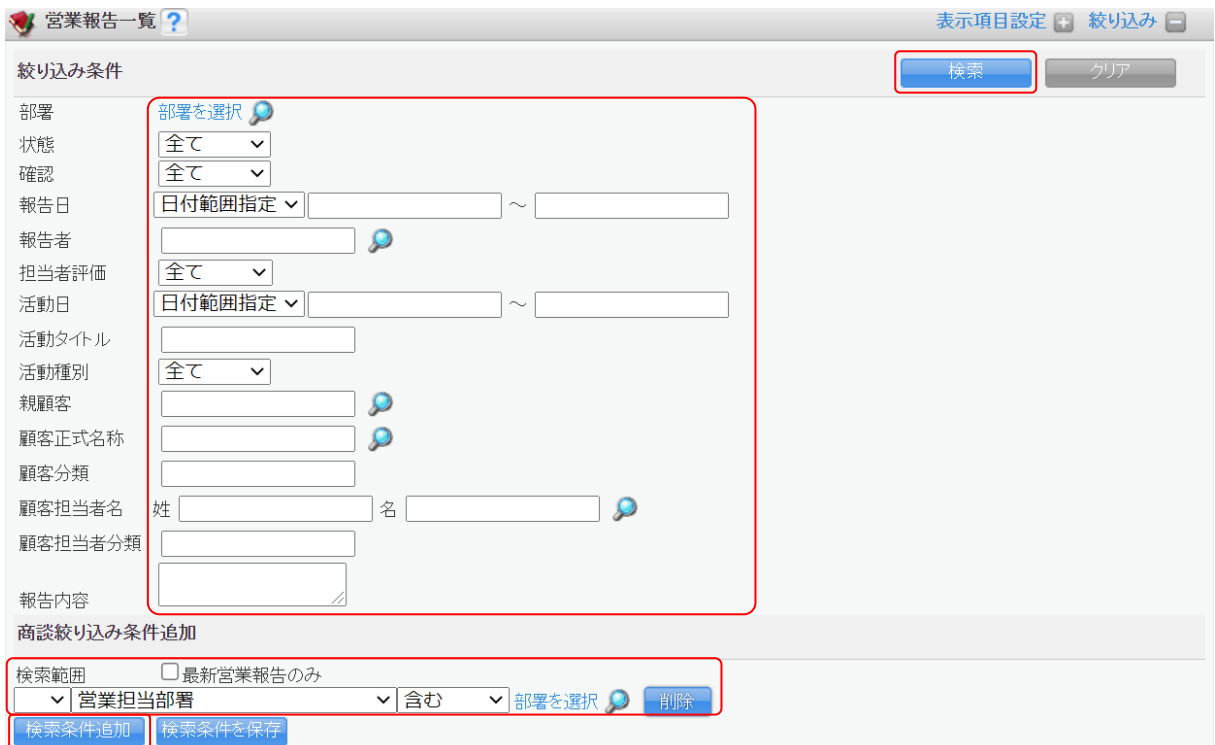 営業報告一覧 ? 表示項目設定 絞り込み
絞り込み条件 検索 クリア
部署 部署を選択
状態 全て
確認 全て
報告日 日付範囲指定 ~
報告者
担当者評価 全て
活動日 日付範囲指定 ~
活動タイトル
活動種別 全て
親顧客
顧客正式名称
顧客分類
顧客担当者名 姓 名
顧客担当者分類
報告内容
商談絞り込み条件追加
検索範囲 最新営業報告のみ
営業担当部署 含む 部署を選択 削除
検索条件追加 検索条件を保存